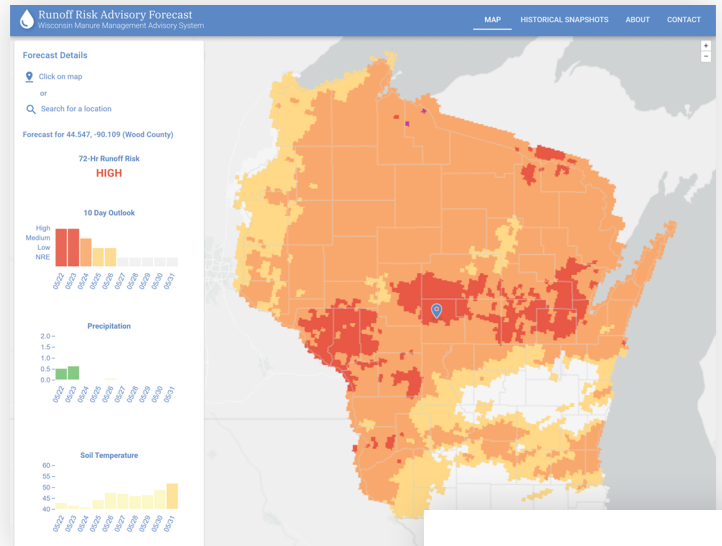 Runoff Risk Advisory Forecast
Wisconsin Manure Management Advisory System
MAP HISTORICAL SNAPSHOTS ABOUT CONTACT
+
−
Forecast Details
Click on map
or
Search for a location
Forecast for 44.547, -90.109 (Wood County)
72-Hr Runoff Risk
HIGH
10 Day Outlook
High
Medium
Low
NRE
05/22 05/23 05/24 05/25 05/26 05/27 05/28 05/29 05/30 05/31
Precipitation
2.0
1.5
1.0
0.5
0.0
05/22 05/23 05/24 05/25 05/26 05/27 05/28 05/29 05/30 05/31
Soil Temperature
60
55
50
45
40
05/22 05/23 05/24 05/25 05/26 05/27 05/28 05/29 05/30 05/31